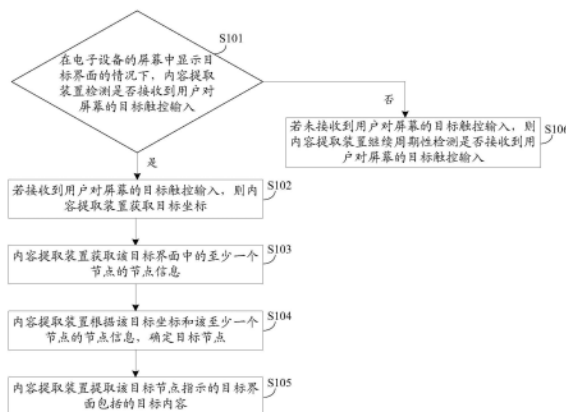 S101
在电子设备的屏幕中显示目
标界面的情况下，内容提取
装置检测是否接收到用户对
屏幕的目标触控输入
否
若未接收到用户对屏幕的目标触控输入，则
内容提取装置继续周期性检测是否接收到用
户对屏幕的目标触控输入
S106
是
若接收到用户对屏幕的目标触控输入，则内
容提取装置获取目标坐标
S102
内容提取装置获取该目标界面中的至少一个
节点的节点信息
S103
内容提取装置根据该目标坐标和该至少一个
节点的节点信息，确定目标节点
S104
内容提取装置提取该目标节点指示的目标界
面包括的目标内容
S105